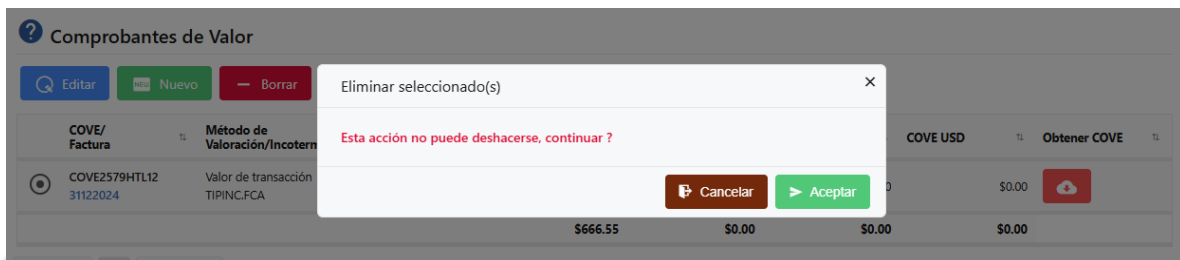 Comprobantes de Valor
Editar
NEW Nuevo
Borrar
Eliminar seleccionado(s)
Esta acción no puede deshacerse, continuar ?
Cancelar
Aceptar
COVE/
Factura
Método de
COVE USD
Obtener COVE
COVE2579HTL12
31122024
Valor de transacción
TIPINC.FCA
$0.00
$666.55 $0.00 $0.00 $0.00